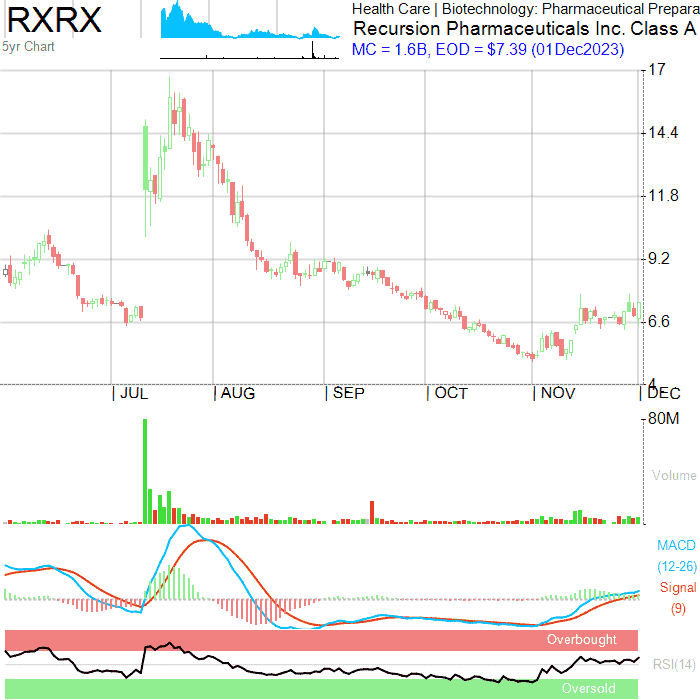 RXRX
5yr Chart
Health Care | Biotechnology: Pharmaceutical Prepara
Recursion Pharmaceuticals Inc. Class A
MC = 1.6B, EOD = $7.39 (01Dec2023)
17
14.4
11.8
9.2
6.6
4
JUL AUG SEP OCT NOV DEC
80M
Volume
MACD
(12-26)
Signal
(9)
Overbought
RSI(14)
Oversold